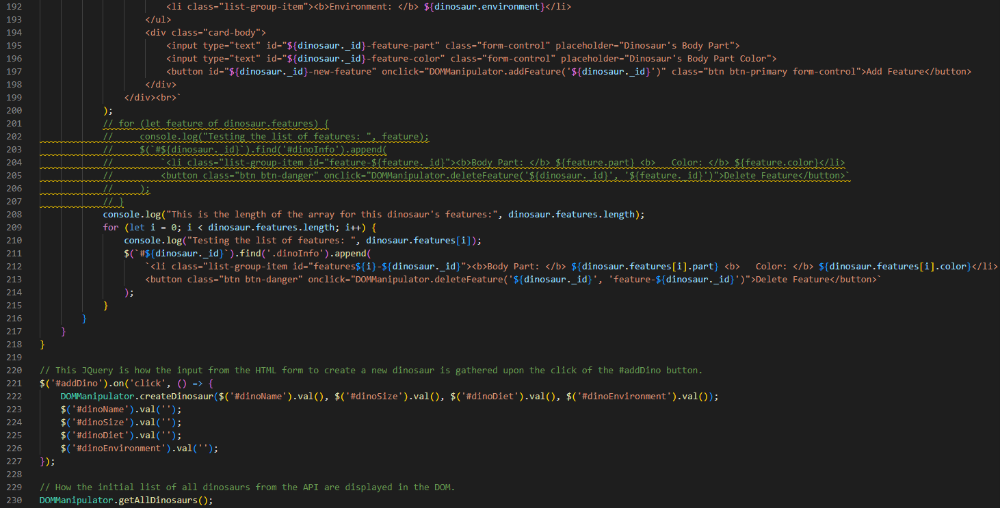 192 <li class="list-group-item"><b>Environment: </b> ${dinosaur.environment}</li>
193 </ul>
194 <div class="card-body">
195 <input type="text" id="${dinosaur._id}-feature-part" class="form-control" placeholder="Dinosaur's Body Part">
196 <input type="text" id="${dinosaur._id}-feature-color" class="form-control" placeholder="Dinosaur's Body Part Color">
197 <button id="${dinosaur._id}-new-feature" onclick="DOMManipulator.addFeature('${dinosaur._id}')" class="btn btn-primary form-control">Add Feature</button>
198 </div>
199 </div><br>`
200 );
201 // for (let feature of dinosaur.features) {
202 //     console.log("Testing the list of features: ", feature);
203 //     $(`#${dinosaur._id}`).find('#dinoInfo').append(
204 //         `<li class="list-group-item id="feature-${feature._id}"><b>Body Part: </b> ${feature.part} <b>   Color: </b> ${feature.color}</li>
205 //         <button class="btn btn-danger" onclick="DOMManipulator.deleteFeature('${dinosaur._id}', '${feature._id}')">Delete Feature</button>`
206 //     );
207 // }
208 console.log("This is the length of the array for this dinosaur's features:", dinosaur.features.length);
209 for (let i = 0; i < dinosaur.features.length; i++) {
210 console.log("Testing the list of features: ", dinosaur.features[i]);
211 $(`#${dinosaur._id}`).find('.dinoInfo').append(
212 `<li class="list-group-item id="features${i}-${dinosaur._id}"><b>Body Part: </b> ${dinosaur.features[i].part} <b>   Color: </b> ${dinosaur.features[i].color}</li>
213 <button class="btn btn-danger" onclick="DOMManipulator.deleteFeature('${dinosaur._id}', 'feature-${dinosaur._id}')">Delete Feature</button>`
214 );
215 }
216 }
217 }
218 }
219
220 // This JQuery is how the input from the HTML form to create a new dinosaur is gathered upon the click of the #addDino button.
221 $('#addDino').on('click', () => {
222 DOMManipulator.createDinosaur($('#dinoName').val(), $('#dinoSize').val(), $('#dinoDiet').val(), $('#dinoEnvironment').val());
223 $('#dinoName').val('');
224 $('#dinoSize').val('');
225 $('#dinoDiet').val('');
226 $('#dinoEnvironment').val('');
227 });
228
229 // How the initial list of all dinosaurs from the API are displayed in the DOM.
230 DOMManipulator.getAllDinosaurs();